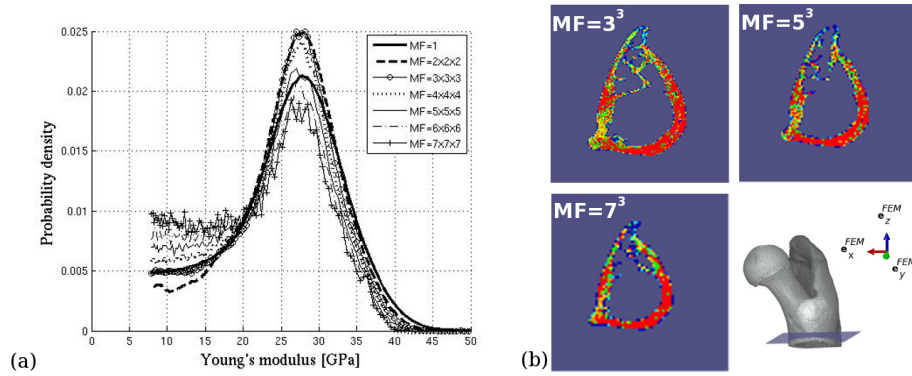 0.025
0.02
0.015
0.01
0.005
0
0 5 10 15 20 25 30 35 40 45 50
Probability density
Young's modulus [GPa]
MF=1
MF=2x2x2
MF=3x3x3
MF=4x4x4
MF=5x5x5
MF=6x6x6
MF=7x7x7
(a)
MF=3³
MF=5³
MF=7³
e_z^FEM
e_x^FEM
e_y^FEM
(b)